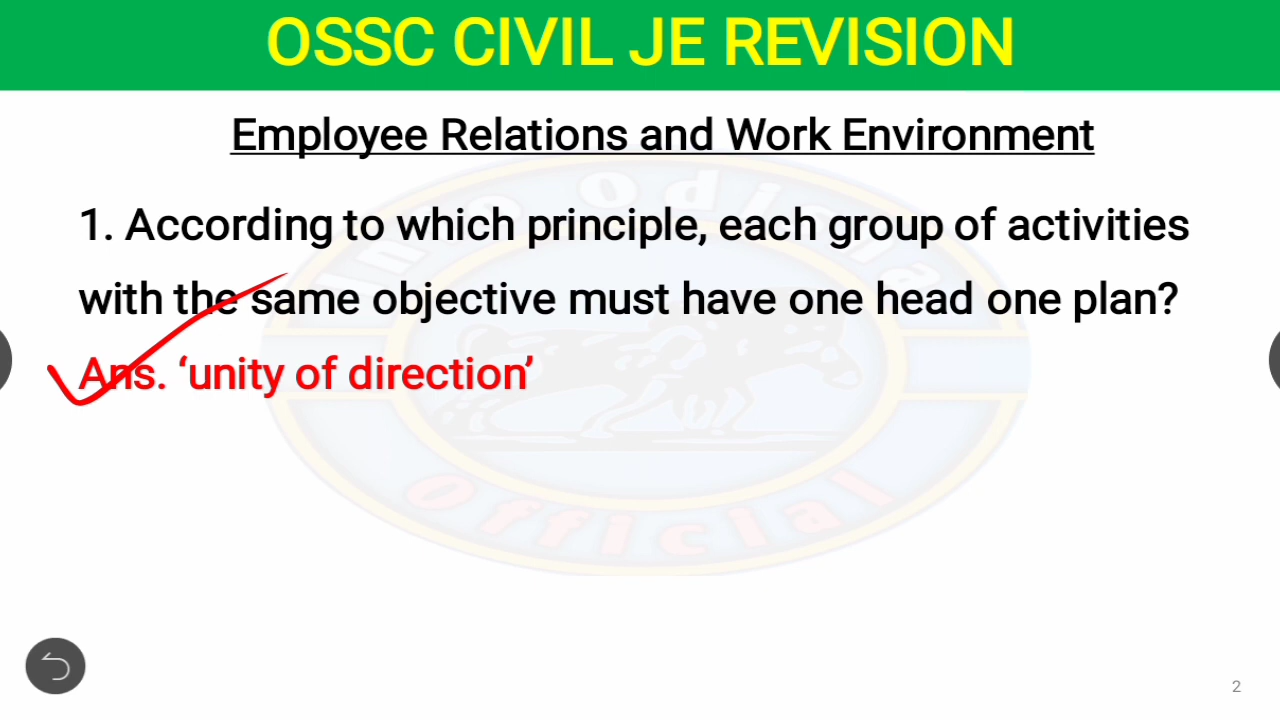 OSSC CIVIL JE REVISION
Employee Relations and Work Environment
1. According to which principle, each group of activities
with the same objective must have one head one plan?
Ans. ‘unity of direction’
Official
2